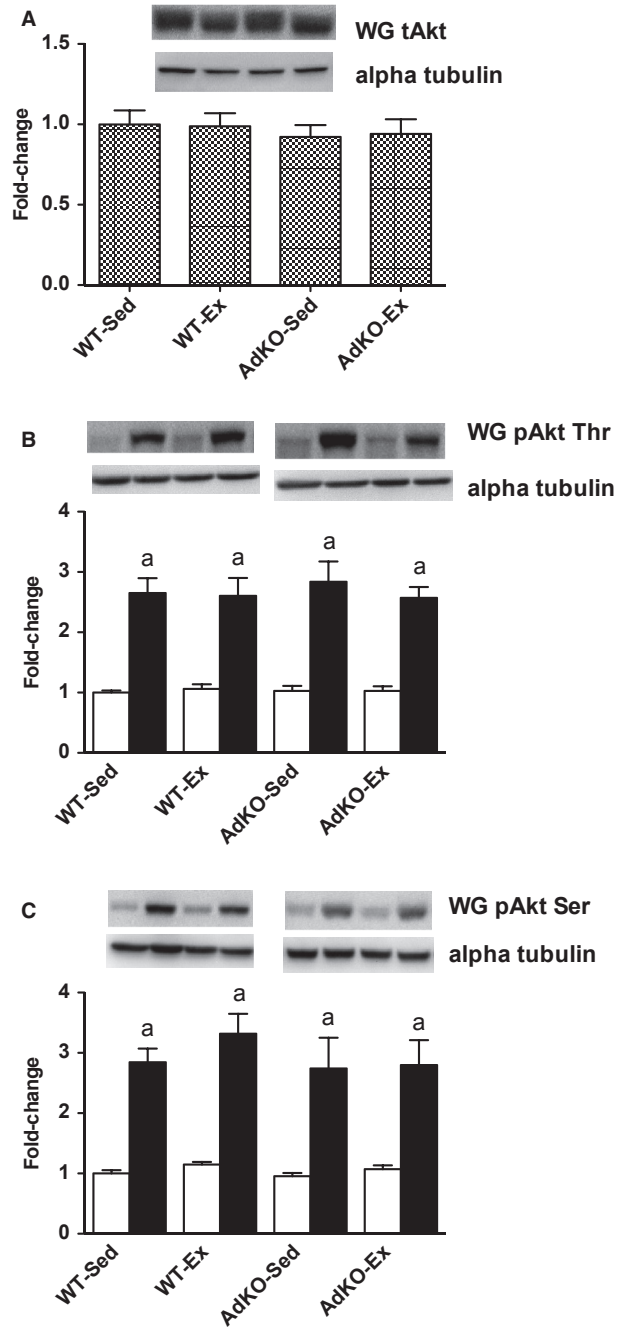 A
WG tAkt
alpha tubulin
1.5
1.0
0.5
0.0
Fold-change
WT-Sed
WT-Ex
AdKO-Sed
AdKO-Ex
B
WG pAkt Thr
alpha tubulin
4
3
2
1
0
Fold-change
a
a
a
a
WT-Sed
WT-Ex
AdKO-Sed
AdKO-Ex
C
WG pAkt Ser
alpha tubulin
4
3
2
1
0
Fold-change
a
a
a
a
WT-Sed
WT-Ex
AdKO-Sed
AdKO-Ex